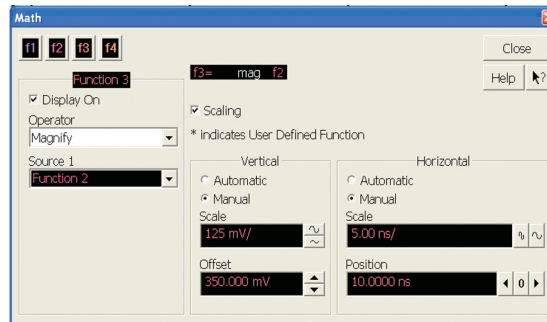 Math
f1 f2 f3 f4
Close
Function 3
f3= mag f2
Help ?
Display On
Scaling
Operator
Magnify
* indicates User Defined Function
Source 1
Function 2
Vertical
Automatic
Manual
Scale
125 mV/
Offset
350.000 mV
Horizontal
Automatic
Manual
Scale
5.00 ns/
Position
10.0000 ns
0